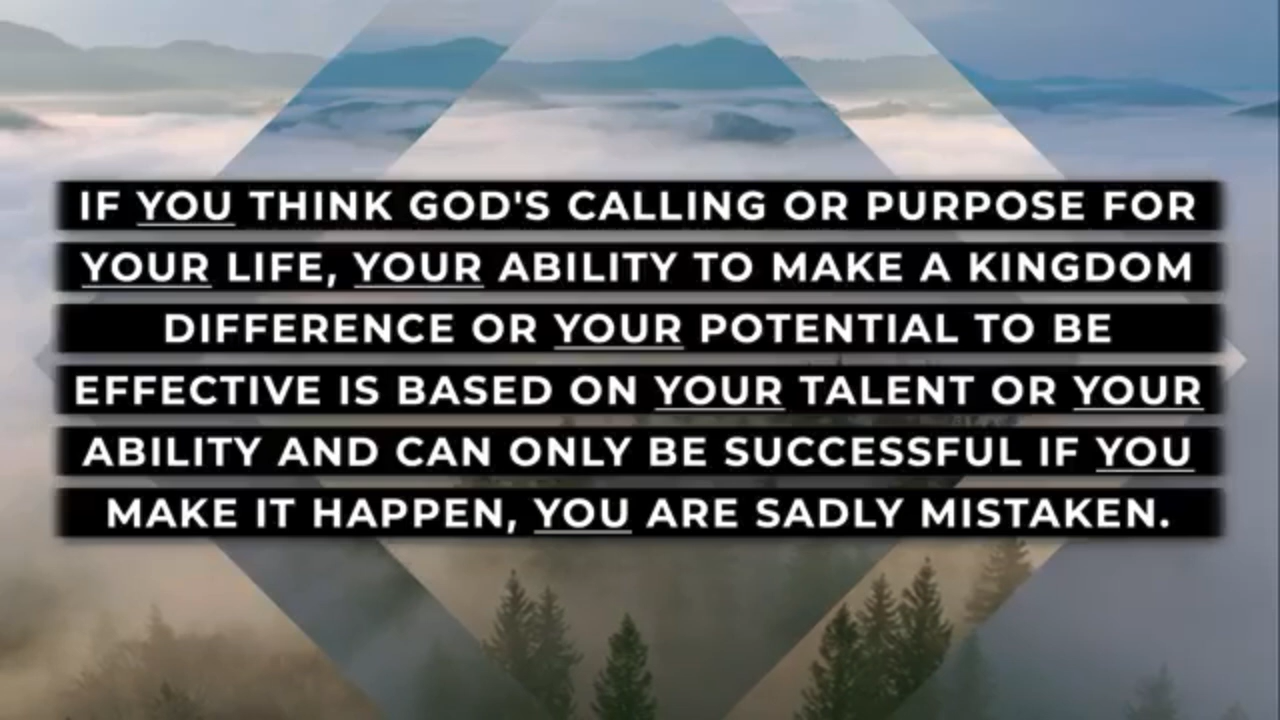 IF YOU THINK GOD'S CALLING OR PURPOSE FOR
YOUR LIFE, YOUR ABILITY TO MAKE A KINGDOM
DIFFERENCE OR YOUR POTENTIAL TO BE
EFFECTIVE IS BASED ON YOUR TALENT OR YOUR
ABILITY AND CAN ONLY BE SUCCESSFUL IF YOU
MAKE IT HAPPEN, YOU ARE SADLY MISTAKEN.